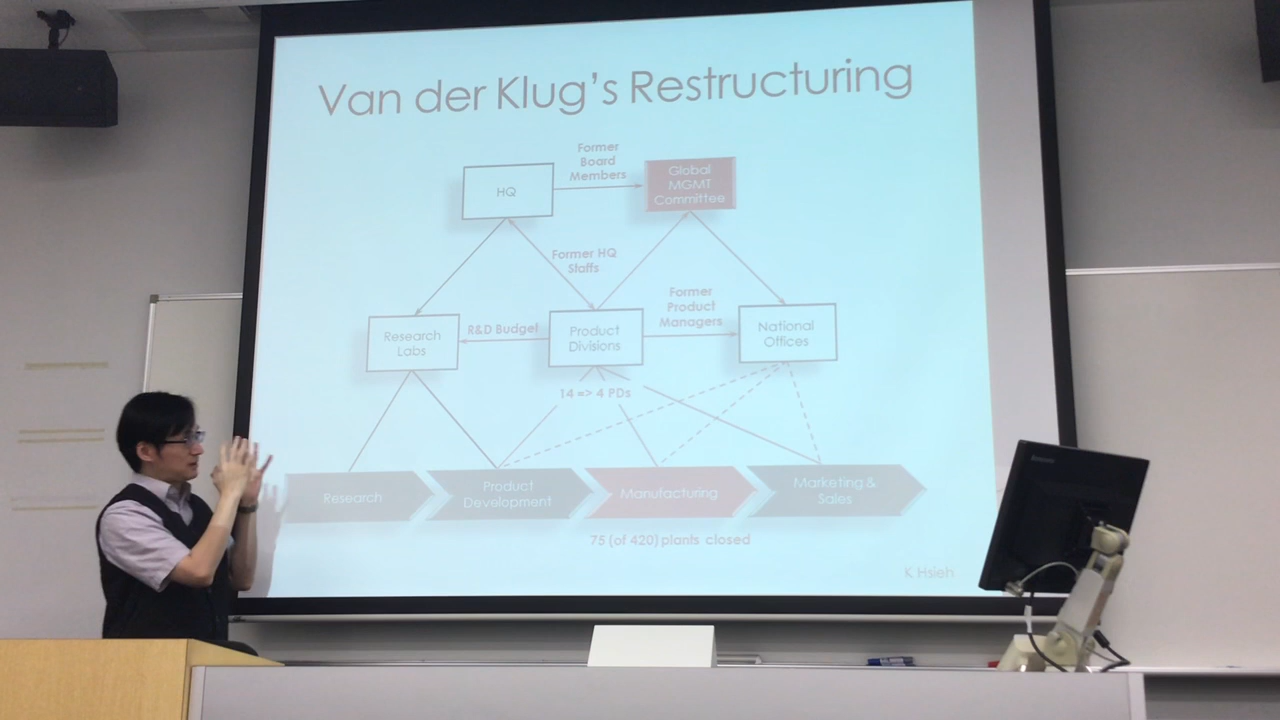 Van der Klug's Restructuring
Former
Board
Members
HQ
Global
MGMT
Committee
Former HQ
Staffs
Former
Product
Managers
Research
Labs
R&D Budget
Product
Divisions
National
Offices
14 => 4 PDs
Research
Product
Development
Manufacturing
Marketing &
Sales
75 (of 420) plants closed
K Hsieh